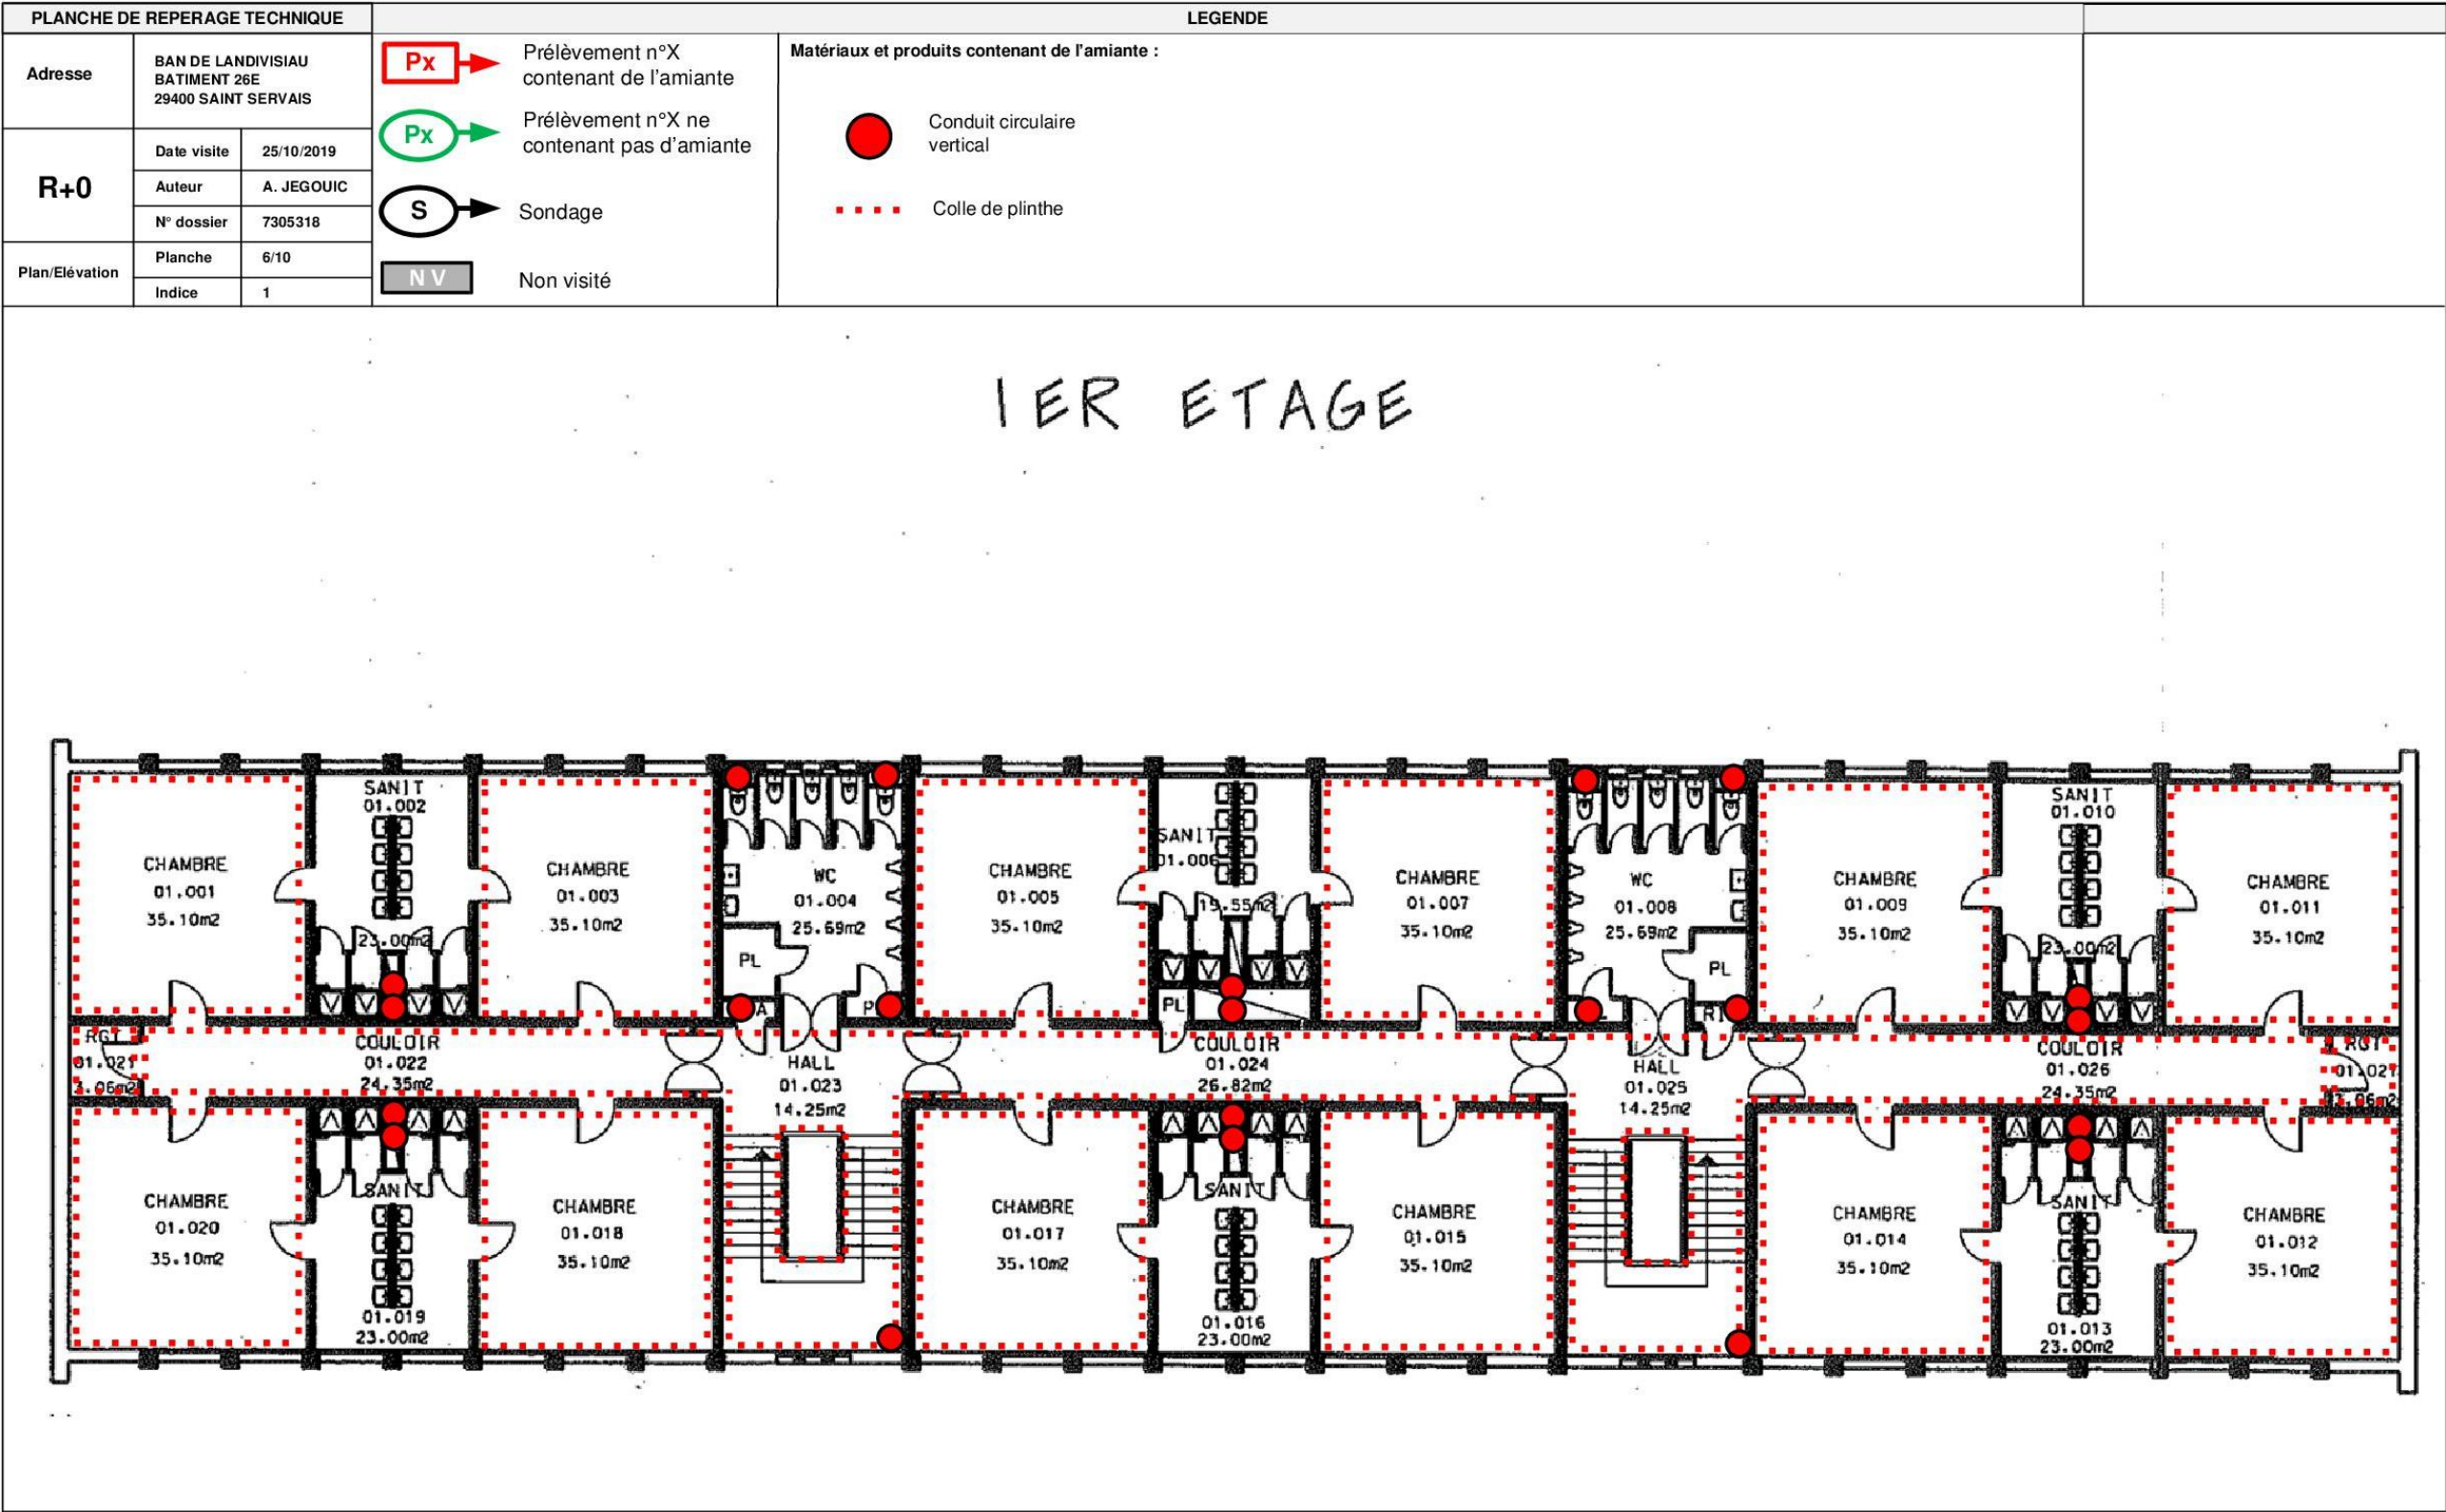 PLANCHE DE REPERAGE TECHNIQUE
LEGENDE
Adresse
BAN DE LANDIVISIAU
BATIMENT 26E
29400 SAINT SERVAIS
R+0
Date visite 25/10/2019
Auteur A. JEGOUIC
N° dossier 7305318
Plan/Elévation
Planche 6/10
Indice 1
Px
Prélèvement n°X
contenant de l'amiante
Px
Prélèvement n°X ne
contenant pas d'amiante
S
Sondage
N V
Non visité
Matériaux et produits contenant de l'amiante :
Conduit circulaire
vertical
Colle de plinthe
1ER ETAGE
CHAMBRE
01.001
35.10m2
SANIT
01.002
23.00m2
CHAMBRE
01.003
35.10m2
WC
01.004
25.69m2
PL
CHAMBRE
01.005
35.10m2
SANIT
01.006
19.55m2
PL
CHAMBRE
01.007
35.10m2
WC
01.008
25.69m2
PL
CHAMBRE
01.009
35.10m2
SANIT
01.010
23.00m2
CHAMBRE
01.011
35.10m2
RGT
01.021
COULOIR
01.022
24.35m2
HALL
01.023
14.25m2
COULOIR
01.024
26.82m2
HALL
01.025
14.25m2
COULOIR
01.026
24.35m2
RGT
01.027
CHAMBRE
01.020
35.10m2
SANIT
01.019
23.00m2
CHAMBRE
01.018
35.10m2
CHAMBRE
01.017
35.10m2
SANIT
01.016
23.00m2
CHAMBRE
01.015
35.10m2
CHAMBRE
01.014
35.10m2
SANIT
01.013
23.00m2
CHAMBRE
01.012
35.10m2